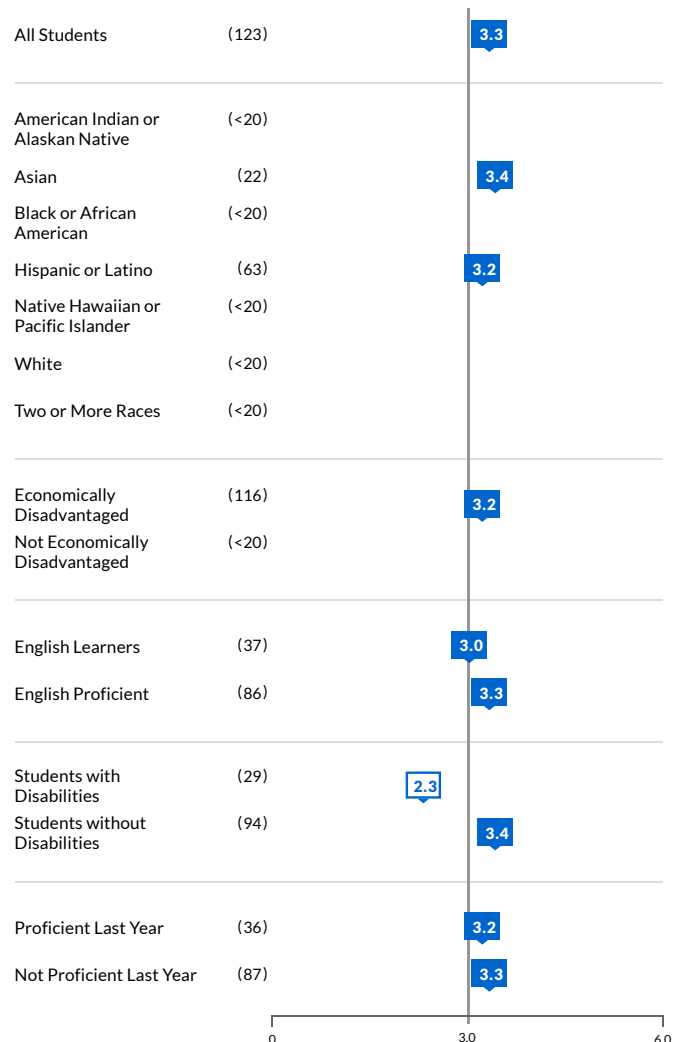 All Students (123) 3.3
American Indian or (<20)
Alaskan Native
Asian (22) 3.4
Black or African (<20)
American
Hispanic or Latino (63) 3.2
Native Hawaiian or (<20)
Pacific Islander
White (<20)
Two or More Races (<20)
Economically (116) 3.2
Disadvantaged
Not Economically (<20)
Disadvantaged
English Learners (37) 3.0
English Proficient (86) 3.3
Students with (29) 2.3
Disabilities
Students without (94) 3.4
Disabilities
Proficient Last Year (36) 3.2
Not Proficient Last Year (87) 3.3
0 3.0 6.0